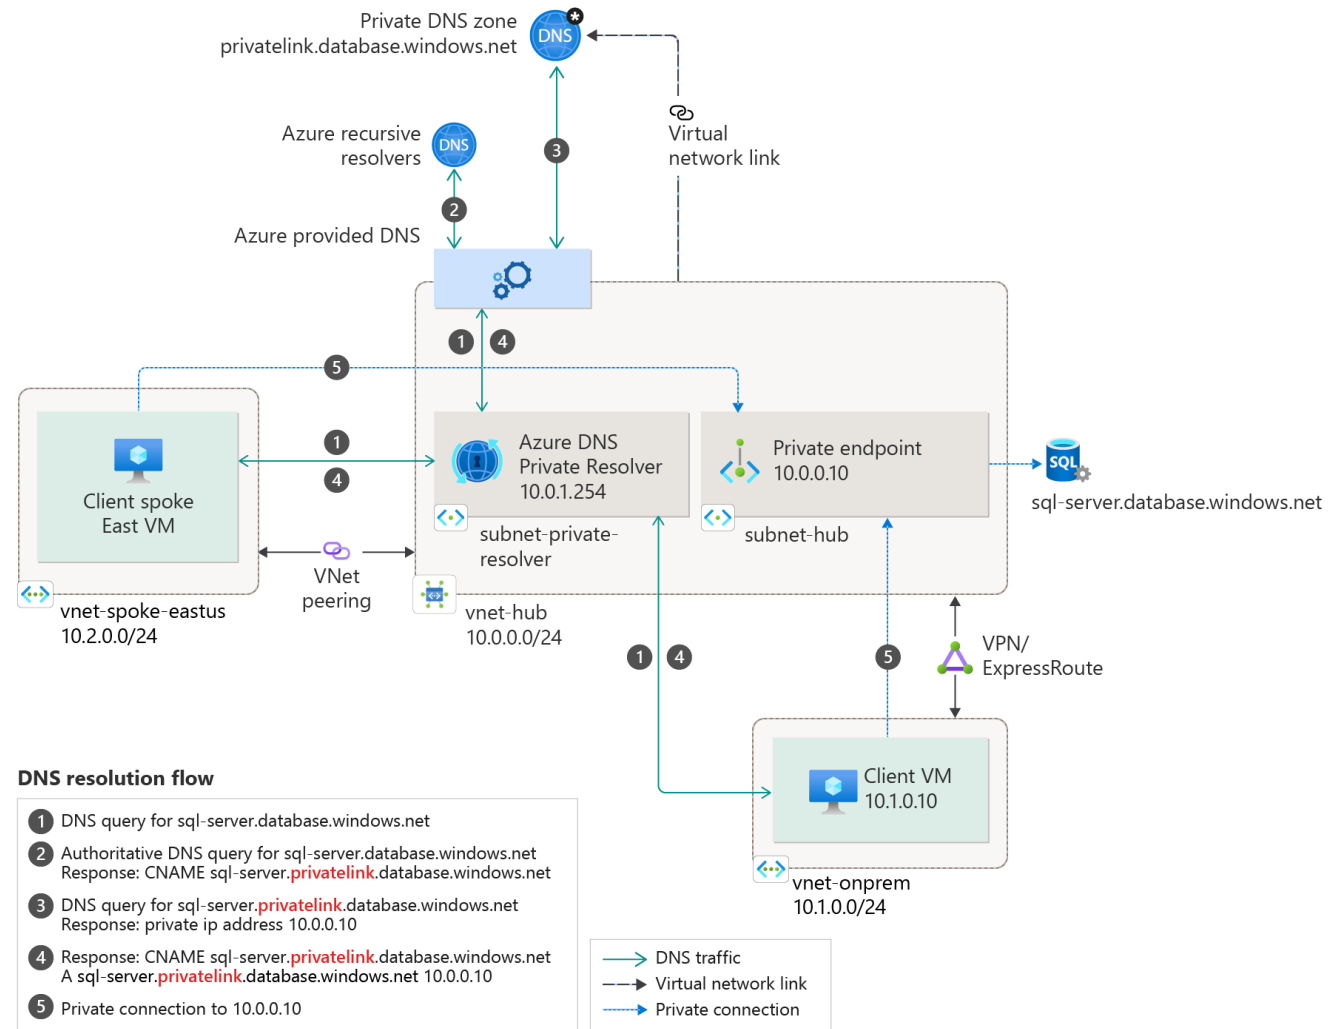 Private DNS zone
privatelink.database.windows.net
DNS
*
Azure recursive
resolvers
DNS
3
Virtual
network link
2
Azure provided DNS
1
4
5
Client spoke
East VM
1
4
Azure DNS
Private Resolver
10.0.1.254
Private endpoint
10.0.0.10
SQL
sql-server.database.windows.net
subnet-private-
resolver
subnet-hub
VNet
peering
vnet-spoke-eastus
10.2.0.0/24
vnet-hub
10.0.0.0/24
1
4
5
VPN/
ExpressRoute
Client VM
10.1.0.10
vnet-onprem
10.1.0.0/24
DNS resolution flow
1 DNS query for sql-server.database.windows.net
2 Authoritative DNS query for sql-server.database.windows.net
Response: CNAME sql-server.privatelink.database.windows.net
3 DNS query for sql-server.privatelink.database.windows.net
Response: private ip address 10.0.0.10
4 Response: CNAME sql-server.privatelink.database.windows.net
A sql-server.privatelink.database.windows.net 10.0.0.10
5 Private connection to 10.0.0.10
DNS traffic
Virtual network link
Private connection